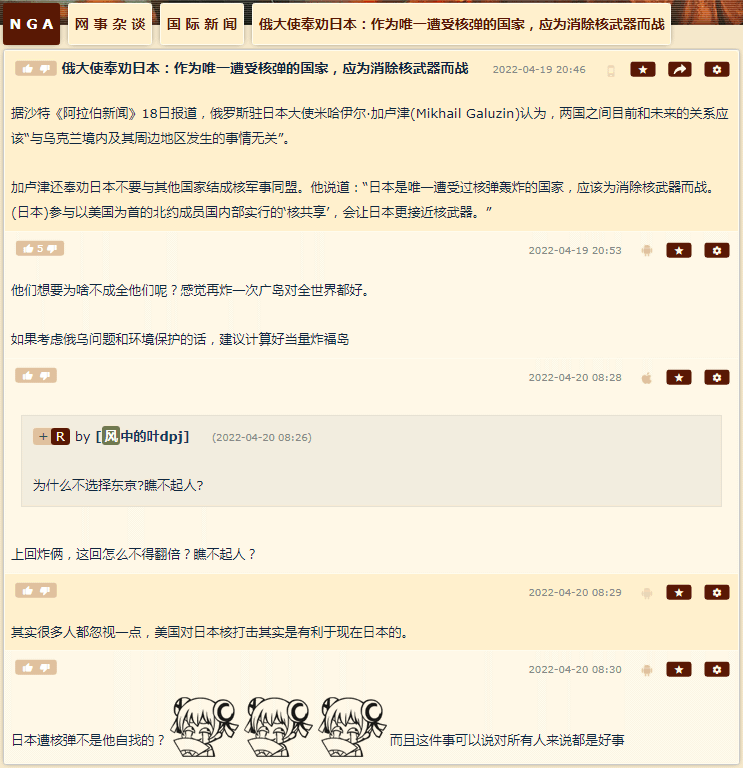 NGA 网事杂谈 国际新闻 俄大使奉劝日本：作为唯一遭受核弹的国家，应为消除核武器而战
俄大使奉劝日本：作为唯一遭受核弹的国家，应为消除核武器而战 2022-04-19 20:46
据沙特《阿拉伯新闻》18日报道，俄罗斯驻日本大使米哈伊尔·加卢津(Mikhail Galuzin)认为，两国之间目前和未来的关系应
该“与乌克兰境内及其周边地区发生的事情无关”。
加卢津还奉劝日本不要与其他国家结成核军事同盟。他说道：“日本是唯一遭受过核弹轰炸的国家，应该为消除核武器而战。
(日本)参与以美国为首的北约成员国内部实行的‘核共享’，会让日本更接近核武器。”
5 2022-04-19 20:53
他们想要为啥不成全他们呢？感觉再炸一次广岛对全世界都好。
如果考虑俄乌问题和环境保护的话，建议计算好当量炸福岛
2022-04-20 08:28
+ R by [风中的叶dpj] (2022-04-20 08:26)
为什么不选择东京?瞧不起人?
上回炸俩，这回怎么不得翻倍？瞧不起人？
2022-04-20 08:29
其实很多人都忽视一点，美国对日本核打击其实是有利于现在日本的。
2022-04-20 08:30
日本遭核弹不是他自找的？ 而且这件事可以说对所有人来说都是好事